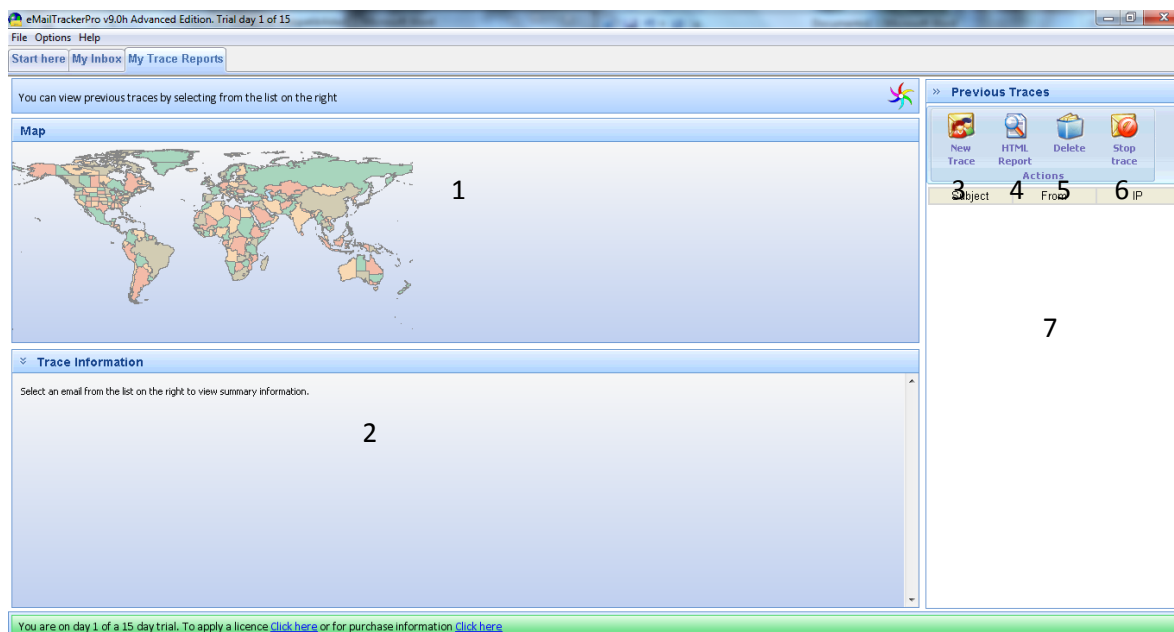 eMailTrackerPro v9.0h Advanced Edition. Trial day 1 of 15
File Options Help
Start here My Inbox My Trace Reports
You can view previous traces by selecting from the list on the right
» Previous Traces
Map
New Trace
HTML Report
Delete
Stop trace
Actions
3 4 5 6
Subject From IP
1
7
Trace Information
Select an email from the list on the right to view summary information.
2
You are on day 1 of a 15 day trial. To apply a licence Click here or for purchase information Click here